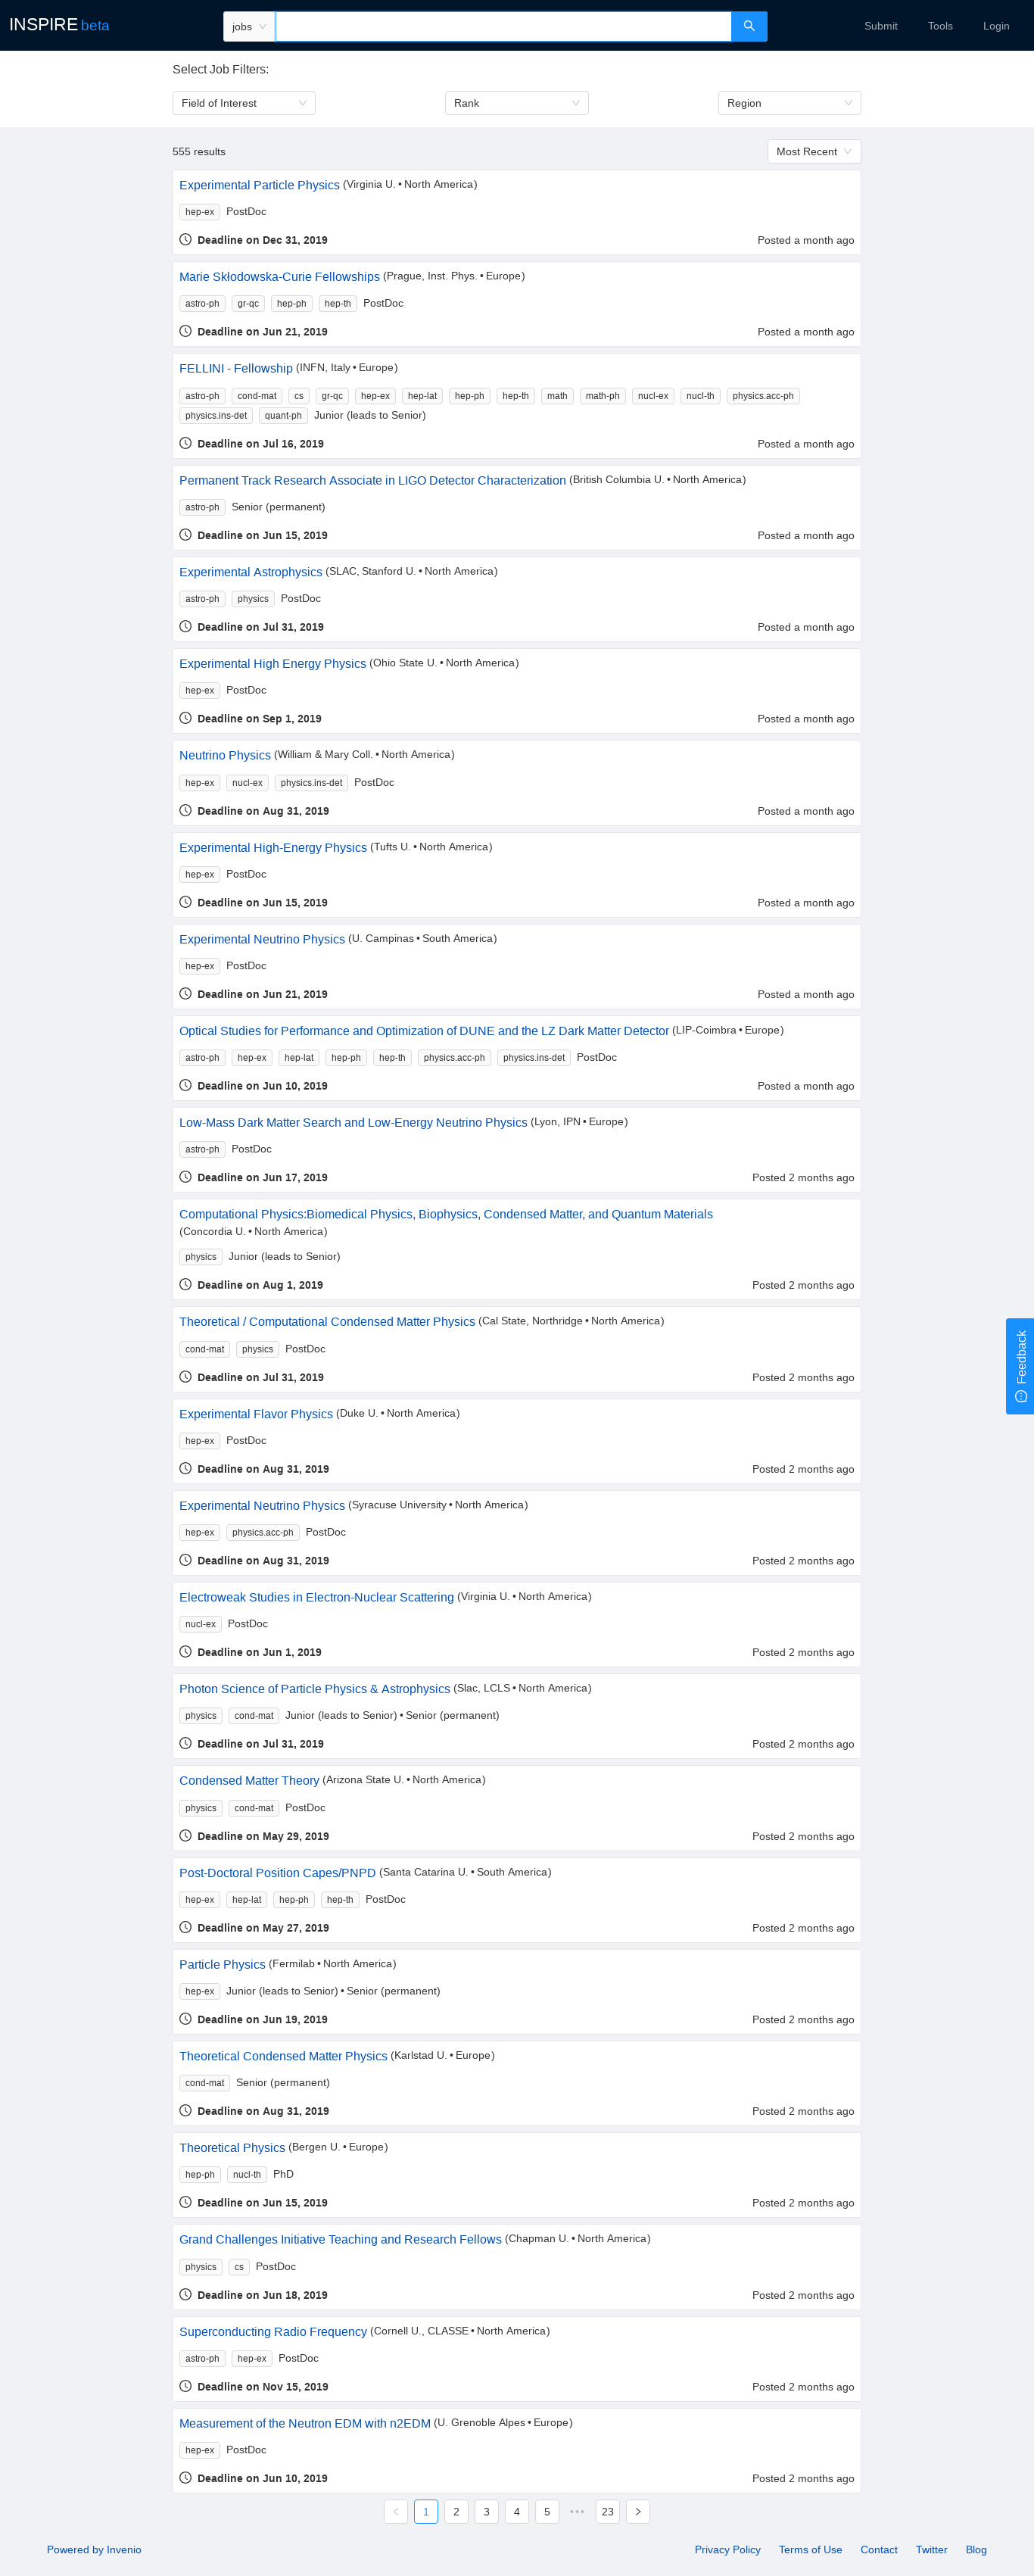 INSPIRE beta
jobs
Submit Tools Login
Select Job Filters:
Field of Interest Rank Region
555 results Most Recent
Experimental Particle Physics (Virginia U. • North America)
hep-ex PostDoc
Deadline on Dec 31, 2019 Posted a month ago
Marie Skłodowska-Curie Fellowships (Prague, Inst. Phys. • Europe)
astro-ph gr-qc hep-ph hep-th PostDoc
Deadline on Jun 21, 2019 Posted a month ago
FELLINI - Fellowship (INFN, Italy • Europe)
astro-ph cond-mat cs gr-qc hep-ex hep-lat hep-ph hep-th math math-ph nucl-ex nucl-th physics.acc-ph
physics.ins-det quant-ph Junior (leads to Senior)
Deadline on Jul 16, 2019 Posted a month ago
Permanent Track Research Associate in LIGO Detector Characterization (British Columbia U. • North America)
astro-ph Senior (permanent)
Deadline on Jun 15, 2019 Posted a month ago
Experimental Astrophysics (SLAC, Stanford U. • North America)
astro-ph physics PostDoc
Deadline on Jul 31, 2019 Posted a month ago
Experimental High Energy Physics (Ohio State U. • North America)
hep-ex PostDoc
Deadline on Sep 1, 2019 Posted a month ago
Neutrino Physics (William & Mary Coll. • North America)
hep-ex nucl-ex physics.ins-det PostDoc
Deadline on Aug 31, 2019 Posted a month ago
Experimental High-Energy Physics (Tufts U. • North America)
hep-ex PostDoc
Deadline on Jun 15, 2019 Posted a month ago
Experimental Neutrino Physics (U. Campinas • South America)
hep-ex PostDoc
Deadline on Jun 21, 2019 Posted a month ago
Optical Studies for Performance and Optimization of DUNE and the LZ Dark Matter Detector (LIP-Coimbra • Europe)
astro-ph hep-ex hep-lat hep-ph hep-th physics.acc-ph physics.ins-det PostDoc
Deadline on Jun 10, 2019 Posted a month ago
Low-Mass Dark Matter Search and Low-Energy Neutrino Physics (Lyon, IPN • Europe)
astro-ph PostDoc
Deadline on Jun 17, 2019 Posted 2 months ago
Computational Physics:Biomedical Physics, Biophysics, Condensed Matter, and Quantum Materials
(Concordia U. • North America)
physics Junior (leads to Senior)
Deadline on Aug 1, 2019 Posted 2 months ago
Theoretical / Computational Condensed Matter Physics (Cal State, Northridge • North America)
cond-mat physics PostDoc
Deadline on Jul 31, 2019 Posted 2 months ago
Feedback
Experimental Flavor Physics (Duke U. • North America)
hep-ex PostDoc
Deadline on Aug 31, 2019 Posted 2 months ago
Experimental Neutrino Physics (Syracuse University • North America)
hep-ex physics.acc-ph PostDoc
Deadline on Aug 31, 2019 Posted 2 months ago
Electroweak Studies in Electron-Nuclear Scattering (Virginia U. • North America)
nucl-ex PostDoc
Deadline on Jun 1, 2019 Posted 2 months ago
Photon Science of Particle Physics & Astrophysics (Slac, LCLS • North America)
physics cond-mat Junior (leads to Senior) • Senior (permanent)
Deadline on Jul 31, 2019 Posted 2 months ago
Condensed Matter Theory (Arizona State U. • North America)
physics cond-mat PostDoc
Deadline on May 29, 2019 Posted 2 months ago
Post-Doctoral Position Capes/PNPD (Santa Catarina U. • South America)
hep-ex hep-lat hep-ph hep-th PostDoc
Deadline on May 27, 2019 Posted 2 months ago
Particle Physics (Fermilab • North America)
hep-ex Junior (leads to Senior) • Senior (permanent)
Deadline on Jun 19, 2019 Posted 2 months ago
Theoretical Condensed Matter Physics (Karlstad U. • Europe)
cond-mat Senior (permanent)
Deadline on Aug 31, 2019 Posted 2 months ago
Theoretical Physics (Bergen U. • Europe)
hep-ph nucl-th PhD
Deadline on Jun 15, 2019 Posted 2 months ago
Grand Challenges Initiative Teaching and Research Fellows (Chapman U. • North America)
physics cs PostDoc
Deadline on Jun 18, 2019 Posted 2 months ago
Superconducting Radio Frequency (Cornell U., CLASSE • North America)
astro-ph hep-ex PostDoc
Deadline on Nov 15, 2019 Posted 2 months ago
Measurement of the Neutron EDM with n2EDM (U. Grenoble Alpes • Europe)
hep-ex PostDoc
Deadline on Jun 10, 2019 Posted 2 months ago
1 2 3 4 5 ••• 23
Powered by Invenio Privacy Policy Terms of Use Contact Twitter Blog